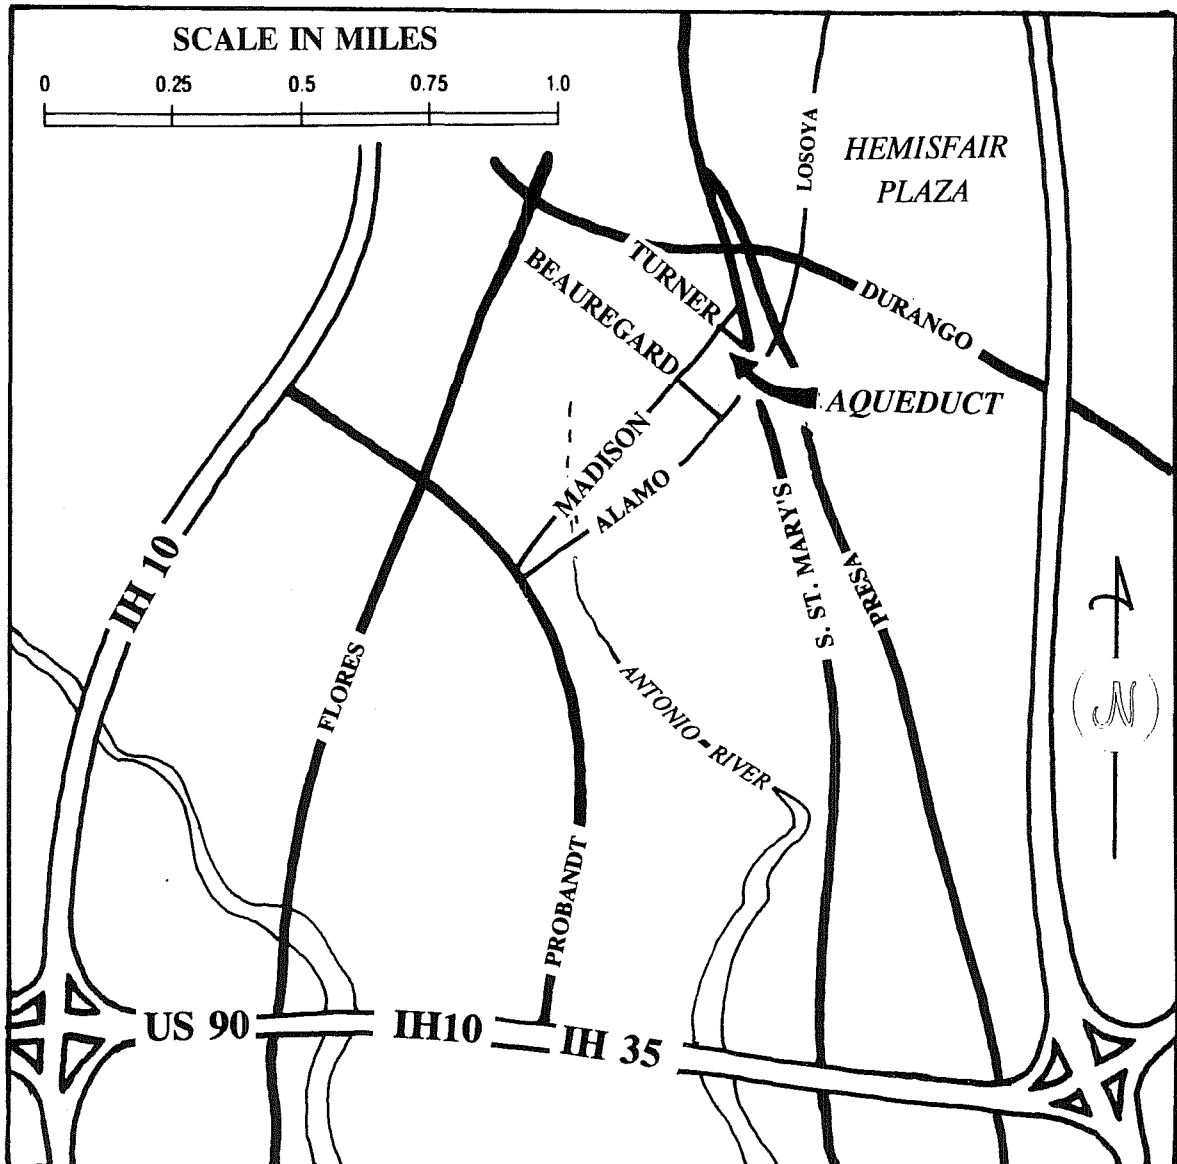 SCALE IN MILES
0 0.25 0.5 0.75 1.0
LOSOYA
HEMISFAIR
PLAZA
TURNER
BEAUREGARD
DURANGO
AQUEDUCT
MADISON
ALAMO
S. ST. MARY'S
PRESA
IH 10
FLORES
ANTONIO - RIVER
(N)
PROBANDT
US 90
IH10
IH 35